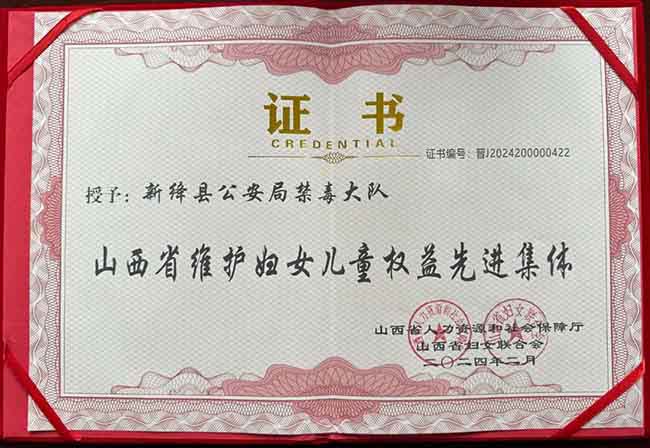 证书
CREDENTIAL
证书编号：晋J2024200000422
授予：新绛县公安局禁毒大队
山西省维护妇女儿童权益先进集体
山西省人力资源和社会保障厅
山西省妇女联合会
二〇二四年二月